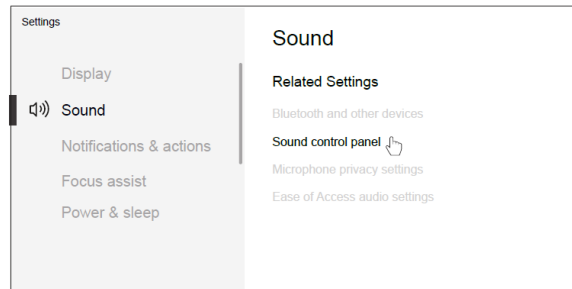 Settings
Display
Sound
Notifications & actions
Focus assist
Power & sleep
Sound
Related Settings
Bluetooth and other devices
Sound control panel
Microphone privacy settings
Ease of Access audio settings